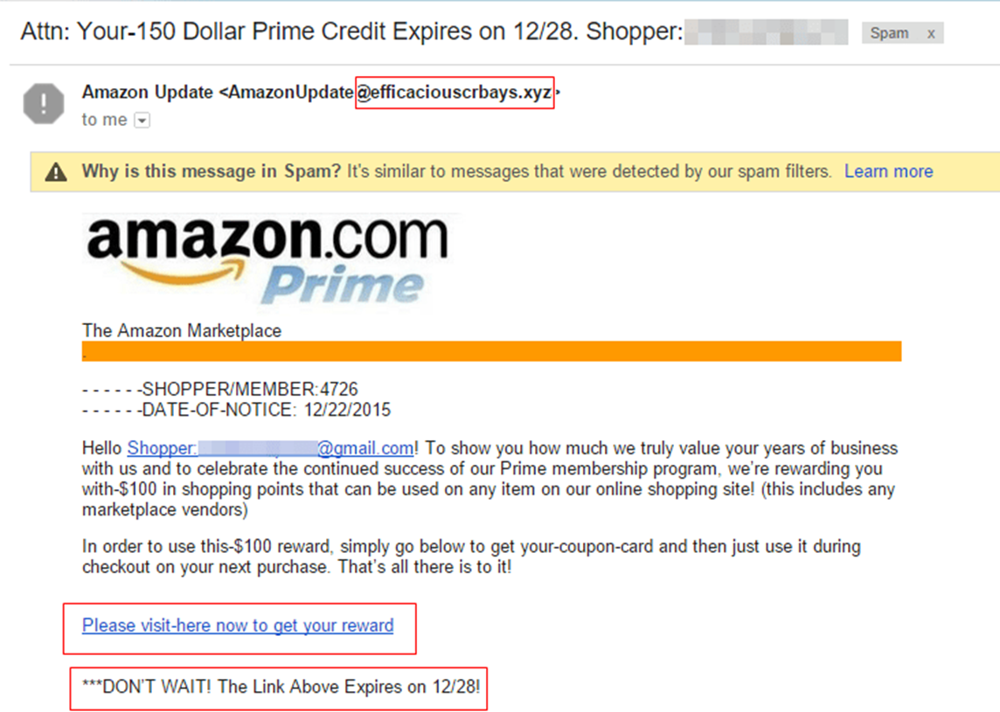 Attn: Your-150 Dollar Prime Credit Expires on 12/28. Shopper:
Spam x
Amazon Update <AmazonUpdate@efficaciouscrbays.xyz>
to me
Why is this message in Spam? It's similar to messages that were detected by our spam filters. Learn more
amazon.com
Prime
The Amazon Marketplace
- - - - - -SHOPPER/MEMBER:4726
- - - - - -DATE-OF-NOTICE: 12/22/2015
Hello Shopper: @gmail.com! To show you how much we truly value your years of business
with us and to celebrate the continued success of our Prime membership program, we're rewarding you
with-$100 in shopping points that can be used on any item on our online shopping site! (this includes any
marketplace vendors)
In order to use this-$100 reward, simply go below to get your-coupon-card and then just use it during
checkout on your next purchase. That's all there is to it!
Please visit-here now to get your reward
***DON'T WAIT! The Link Above Expires on 12/28!